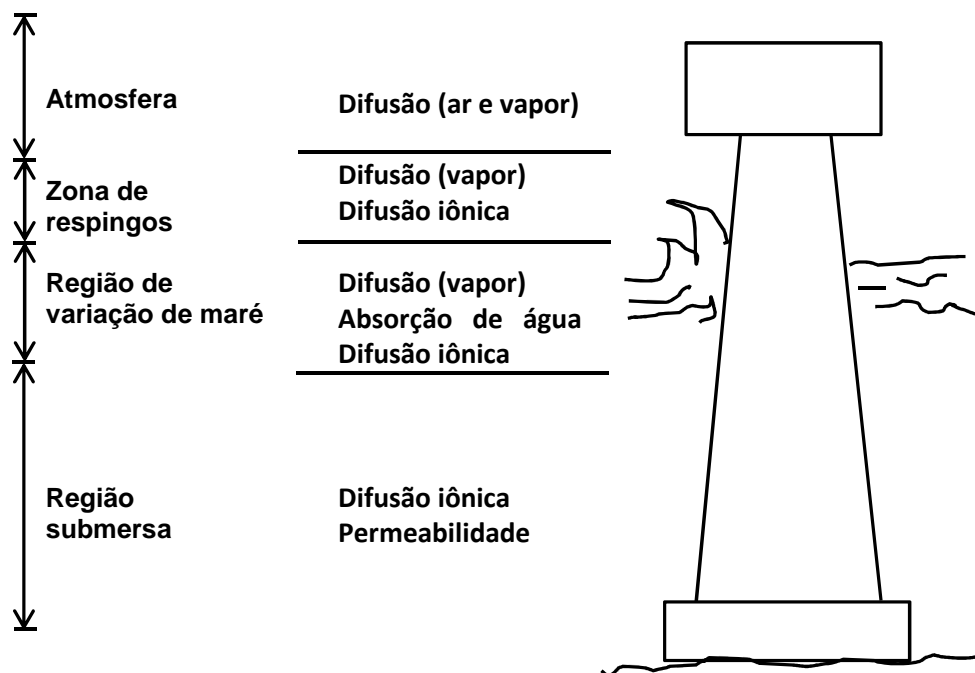 Atmosfera
Difusão (ar e vapor)
Zona de
respingos
Difusão (vapor)
Difusão iônica
Região de
variação de maré
Difusão (vapor)
Absorção de água
Difusão iônica
Região
submersa
Difusão iônica
Permeabilidade